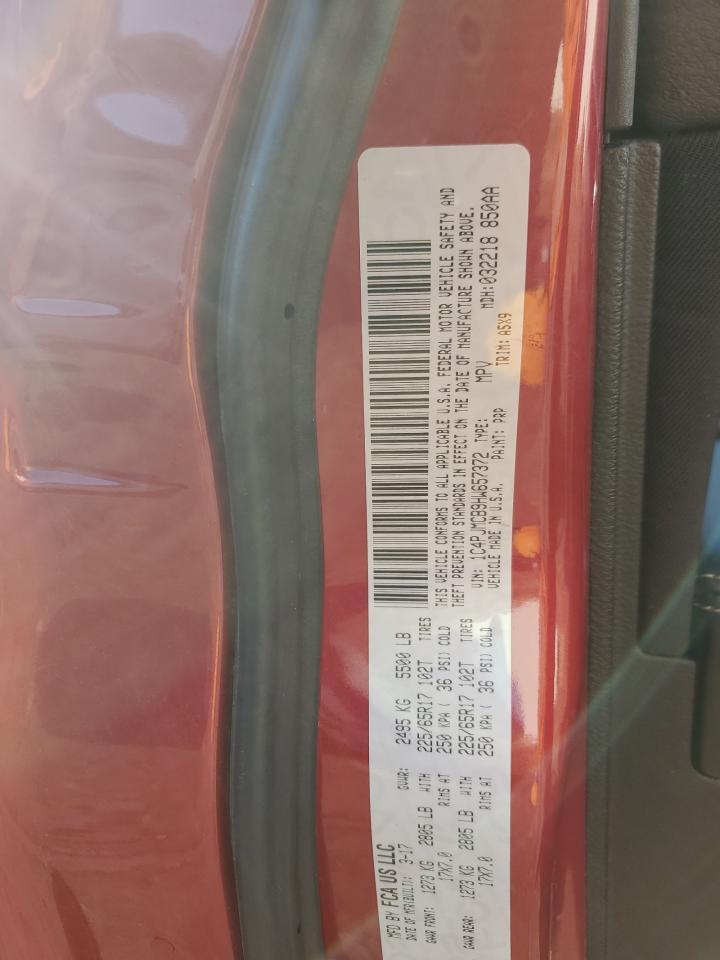 MFD BY FCA US LLC
DATE OF MFR(BUILT): 3-17 GVWR: 2495 KG 5500 LB
GAWR FRONT: 1273 KG 2805 LB WITH 225/65R17 102T TIRES
17X7.0 RIMS AT 250 KPA ( 36 PSI) COLD
GAWR REAR: 1273 KG 2805 LB WITH 225/65R17 102T TIRES
17X7.0 RIMS AT 250 KPA ( 36 PSI) COLD
THIS VEHICLE CONFORMS TO ALL APPLICABLE U.S.A. FEDERAL MOTOR VEHICLE SAFETY AND
THEFT PREVENTION STANDARDS IN EFFECT ON THE DATE OF MANUFACTURE SHOWN ABOVE.
VIN: 1C4PJMCB9HW657372 TYPE: MPV MDH:032218 850AA
VEHICLE MADE IN U.S.A. PAINT: PRP TRIM: A5X9